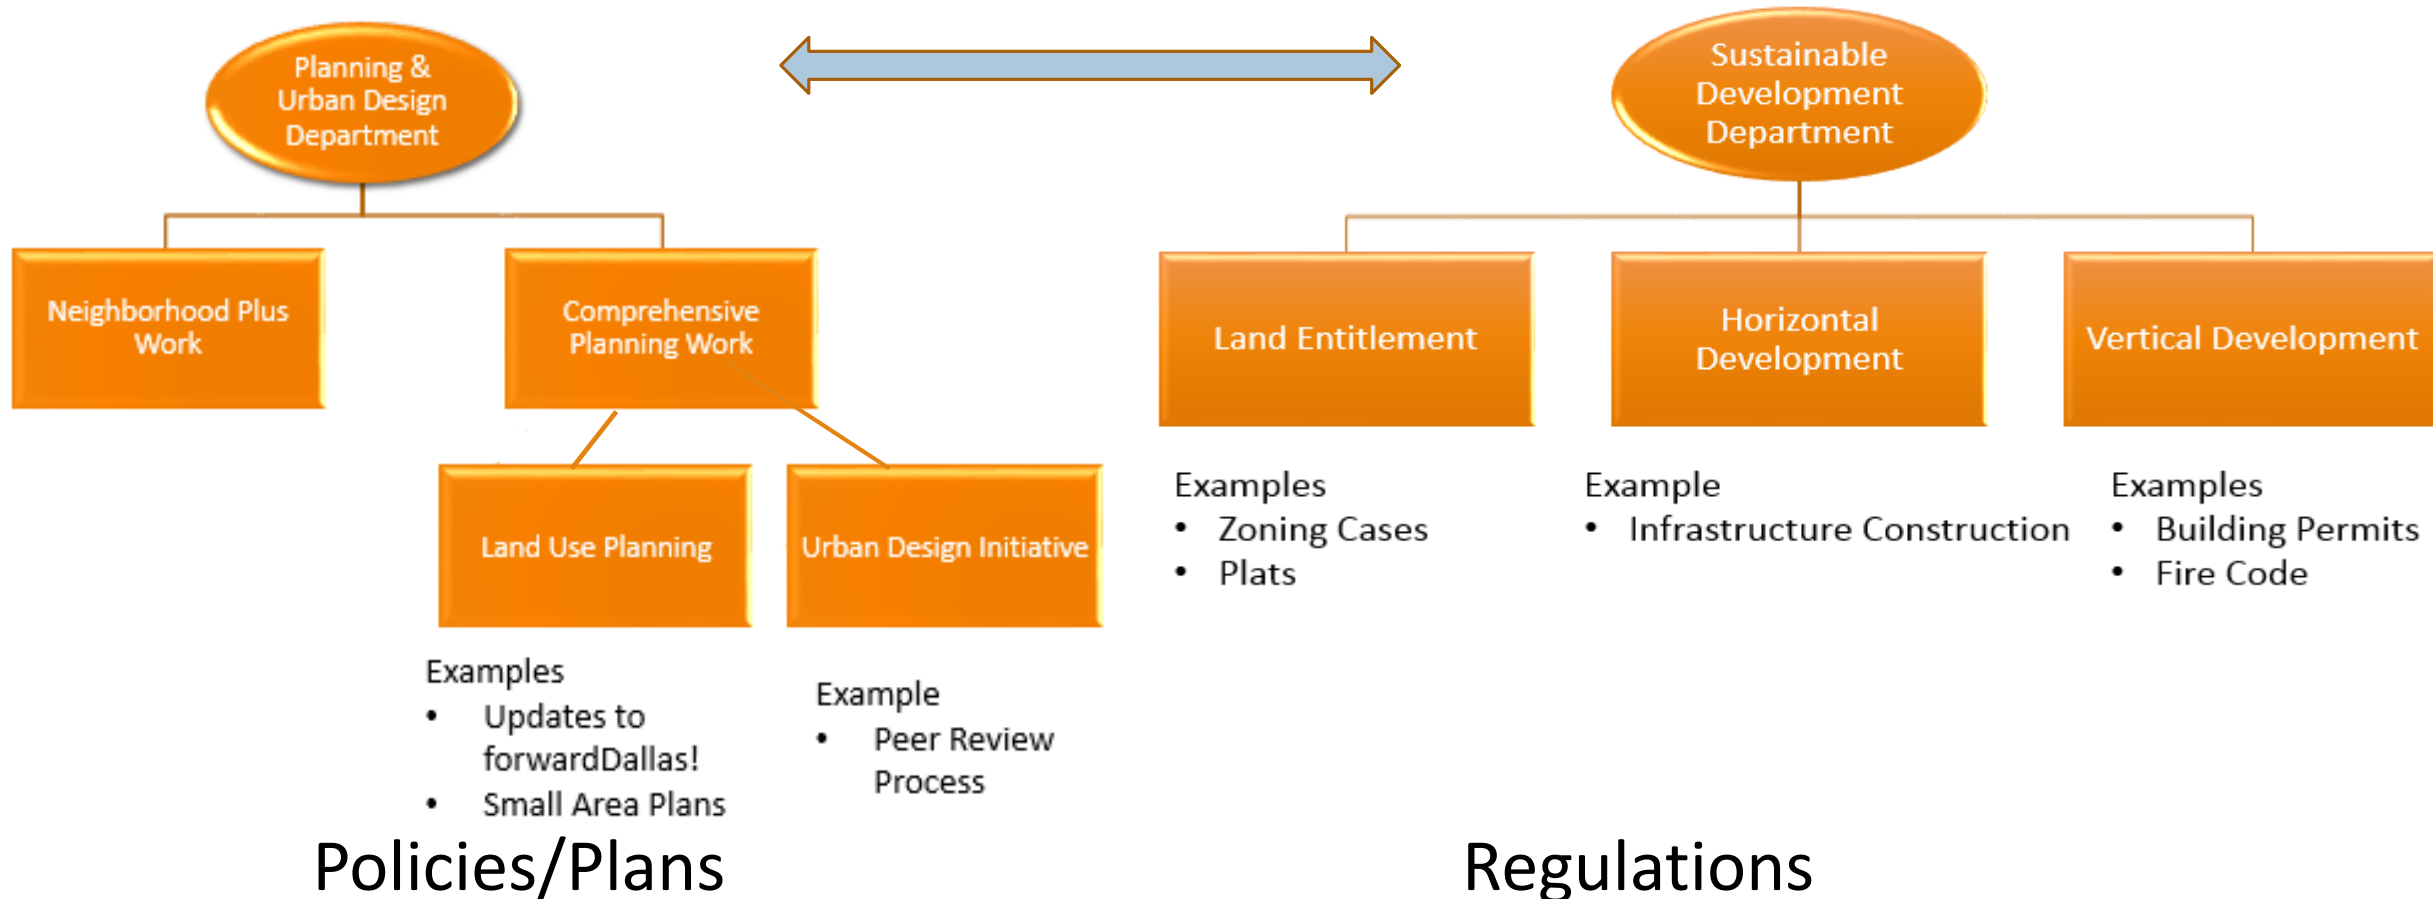 Planning &
Urban Design
Department
Neighborhood Plus
Work
Comprehensive
Planning Work
Land Use Planning
Examples
• Updates to
forwardDallas!
• Small Area Plans
Urban Design Initiative
Example
• Peer Review
Process
Policies/Plans
Sustainable
Development
Department
Land Entitlement
Examples
• Zoning Cases
• Plats
Horizontal
Development
Example
• Infrastructure Construction
Vertical Development
Examples
• Building Permits
• Fire Code
Regulations